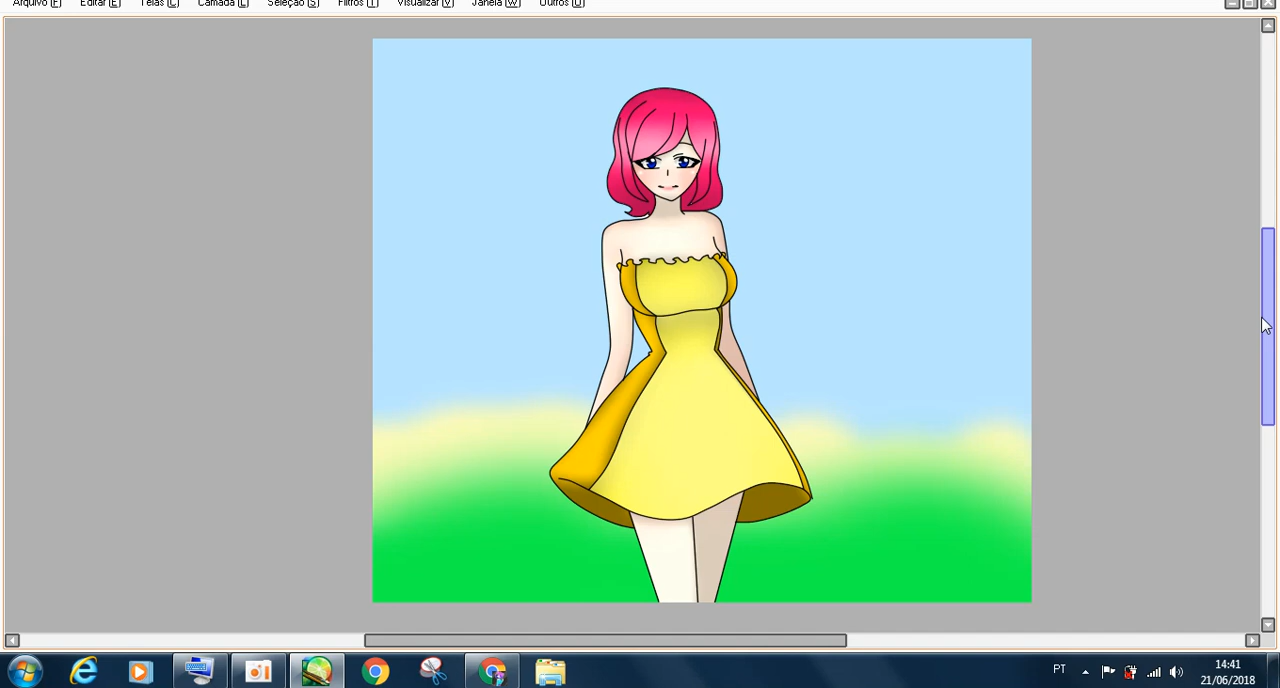 Arquivo [F] Editar [E] Telas [C] Camada [L] Seleção [S] Filtros [T] Visualizar [V] Janela [W] Outros [O]
PT
14:41
21/06/2018